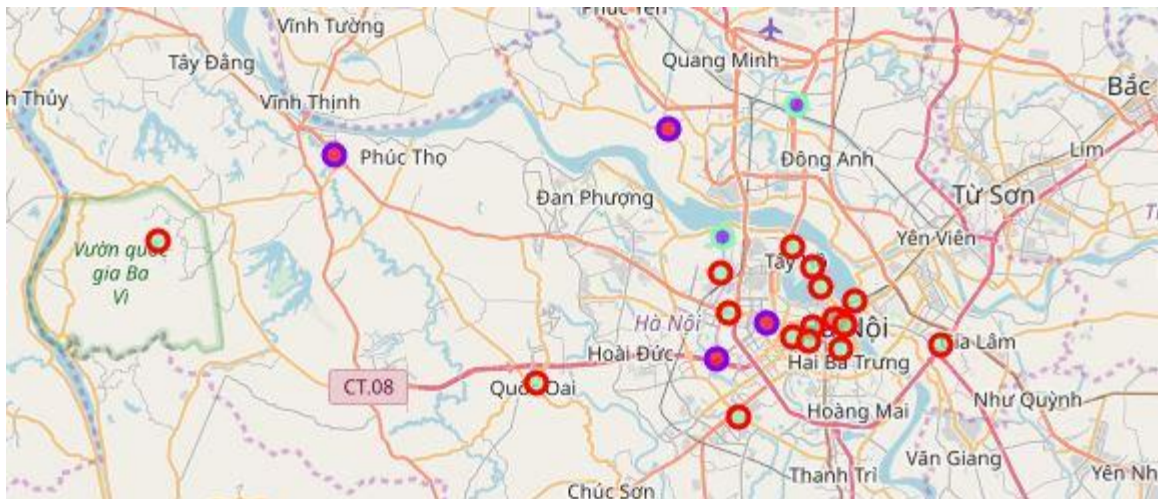 Vĩnh Tường
Quang Minh
Tây Đằng
Bắc
Vĩnh Thịnh
Phúc Thọ
Đông Anh
Lim
Đan Phượng
Từ Sơn
Yên Viên
Vườn quốc
gia Ba
Vì
Hà Nội
Hoài Đức
Hai Bà Trưng
CT.08
Như Quỳnh
Hoàng Mai
Văn Giang
Thanh Trì
Chúc Sơn